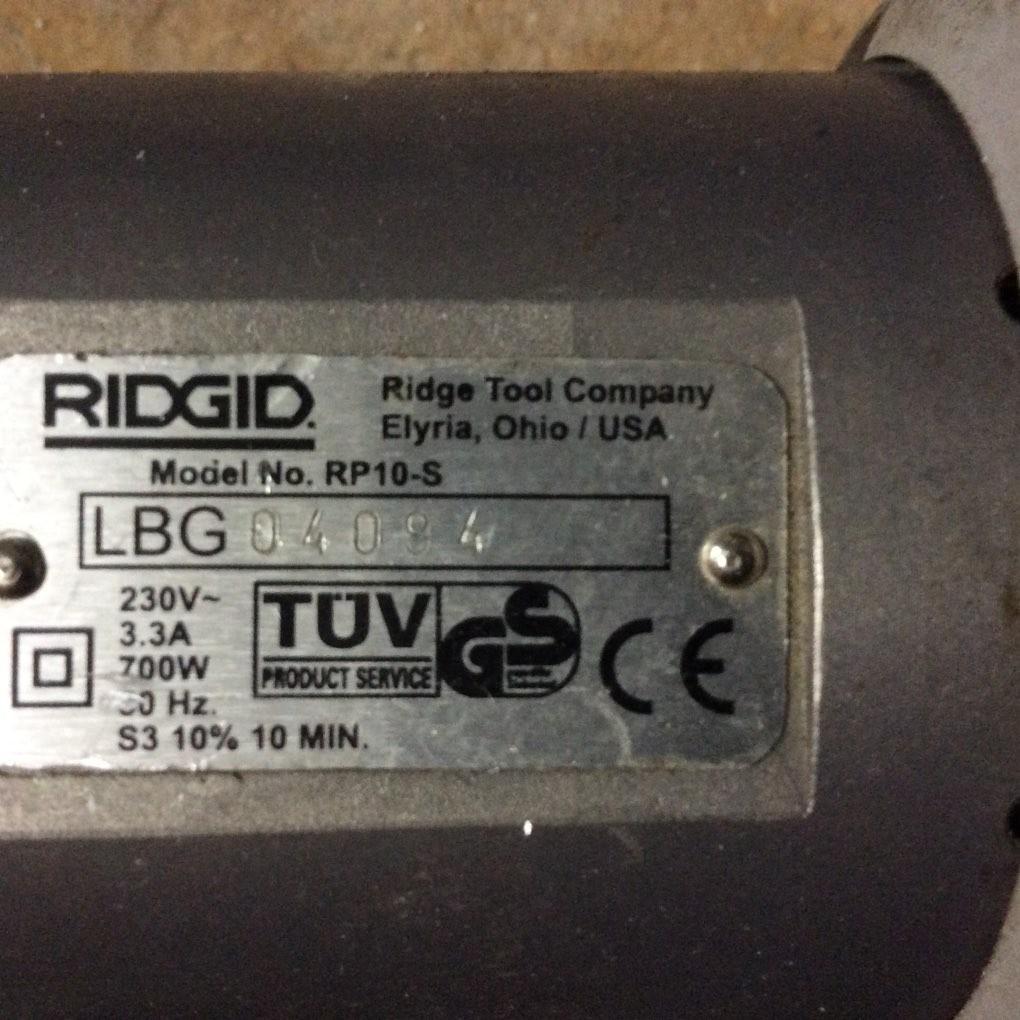 RIDGID.
Ridge Tool Company
Elyria, Ohio / USA
Model No. RP10-S
LBG
230V~
3.3A
700W
Hz.
S3 10% 10 MIN.
TÜV
PRODUCT SERVICE
GS
CE